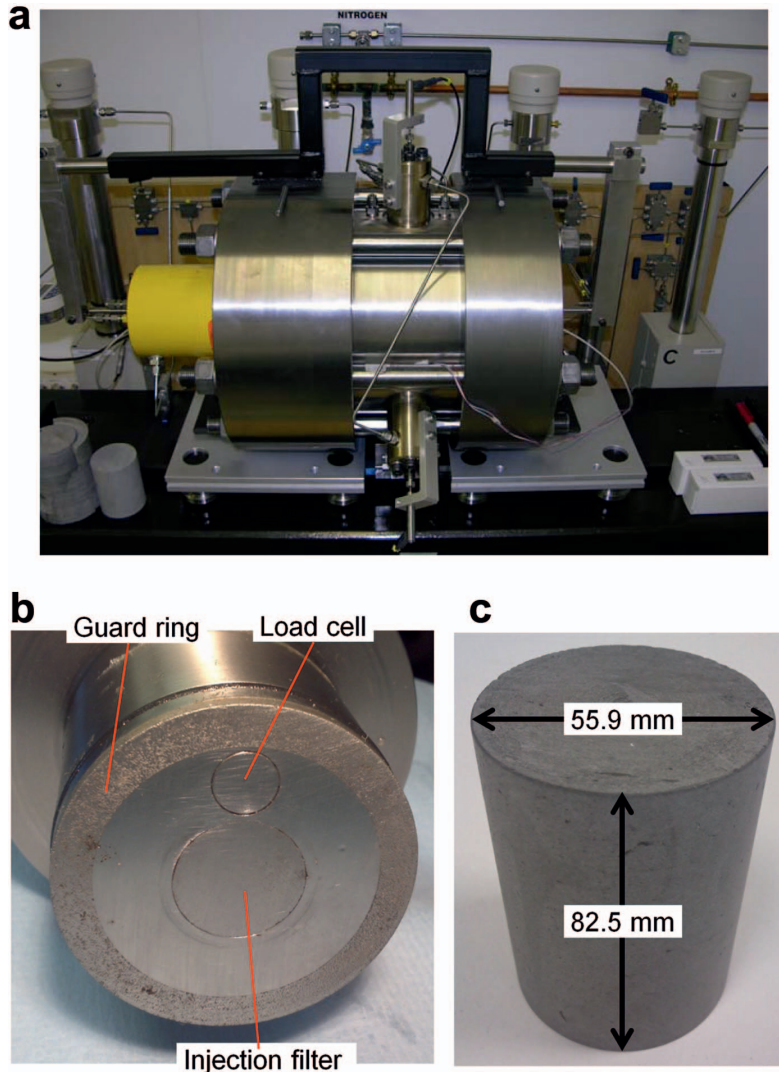 a
NITROGEN
C
b
Guard ring
Load cell
Injection filter
c
55.9 mm
82.5 mm